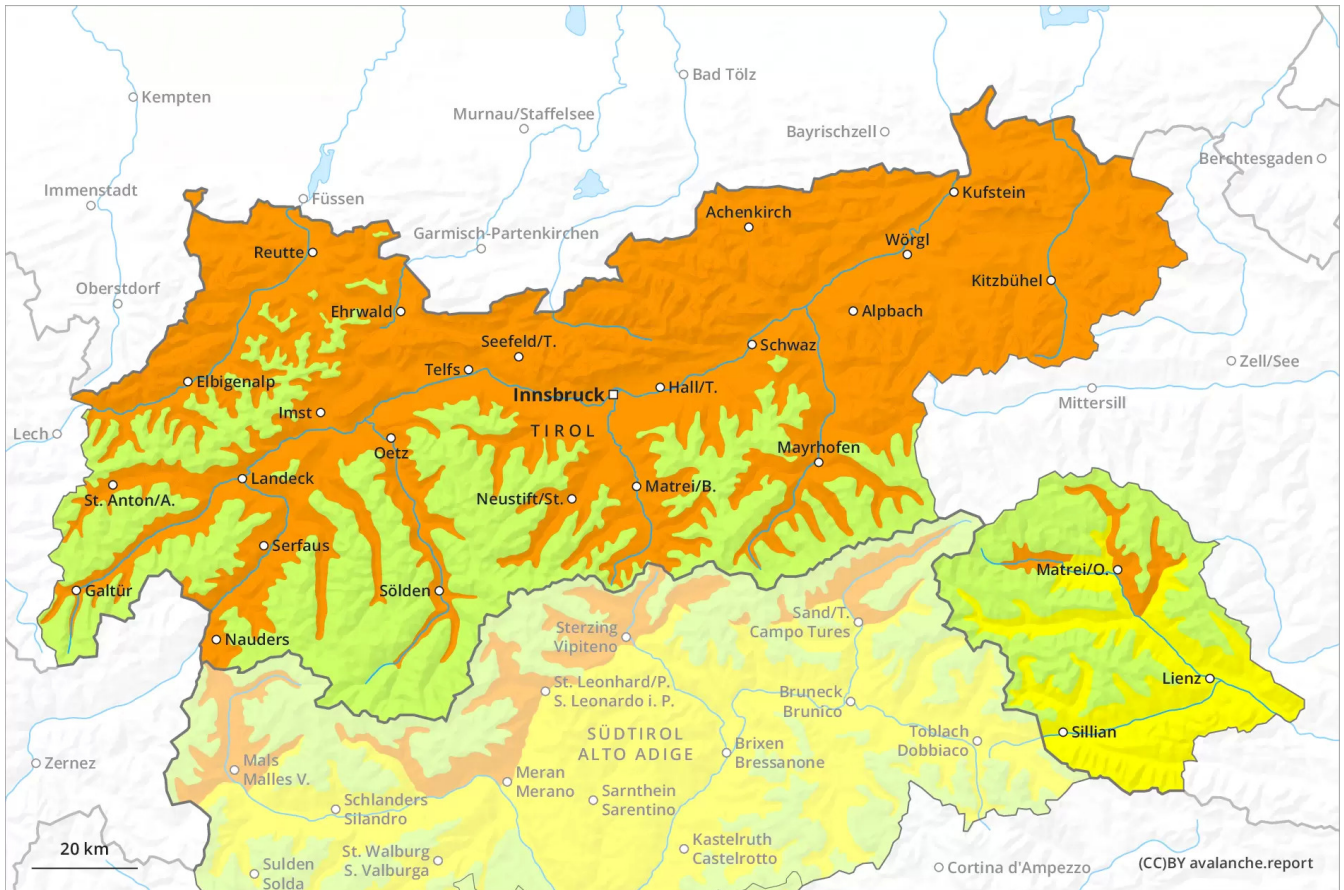 Bad Tölz
Kempten
Murnau/Staffelsee
Bayrischzell
Berchtesgaden
Immenstadt
Füssen
Kufstein
Achenkirch
Garmisch-Partenkirchen
Wörgl
Reutte
Kitzbühel
Oberstdorf
Ehrwald
Alpbach
Seefeld/T.
Schwaz
Zell/See
Telfs
Elbigenalp
Hall/T.
Innsbruck
Mittersill
Imst
Lech
TIROL
Mayrhofen
Oetz
Landeck
St. Anton/A.
Neustift/St.
Matrei/B.
Serfaus
Matrei/O.
Galtür
Sölden
Sand/T.
Campo Tures
Sterzing
Vipiteno
Nauders
Lienz
St. Leonhard/P.
S. Leonardo i. P.
Bruneck
Brunico
SÜDTIROL
ALTO ADIGE
Toblach
Dobbiaco
Sillian
Brixen
Bressanone
Zernez
Mals
Malles V.
Meran
Merano
Sarnthein
Sarentino
Schlanders
Silandro
20 km
St. Walburg
S. Valburga
Kastelruth
Castelrotto
Sulden
Solda
Cortina d'Ampezzo
(CC)BY avalanche.report